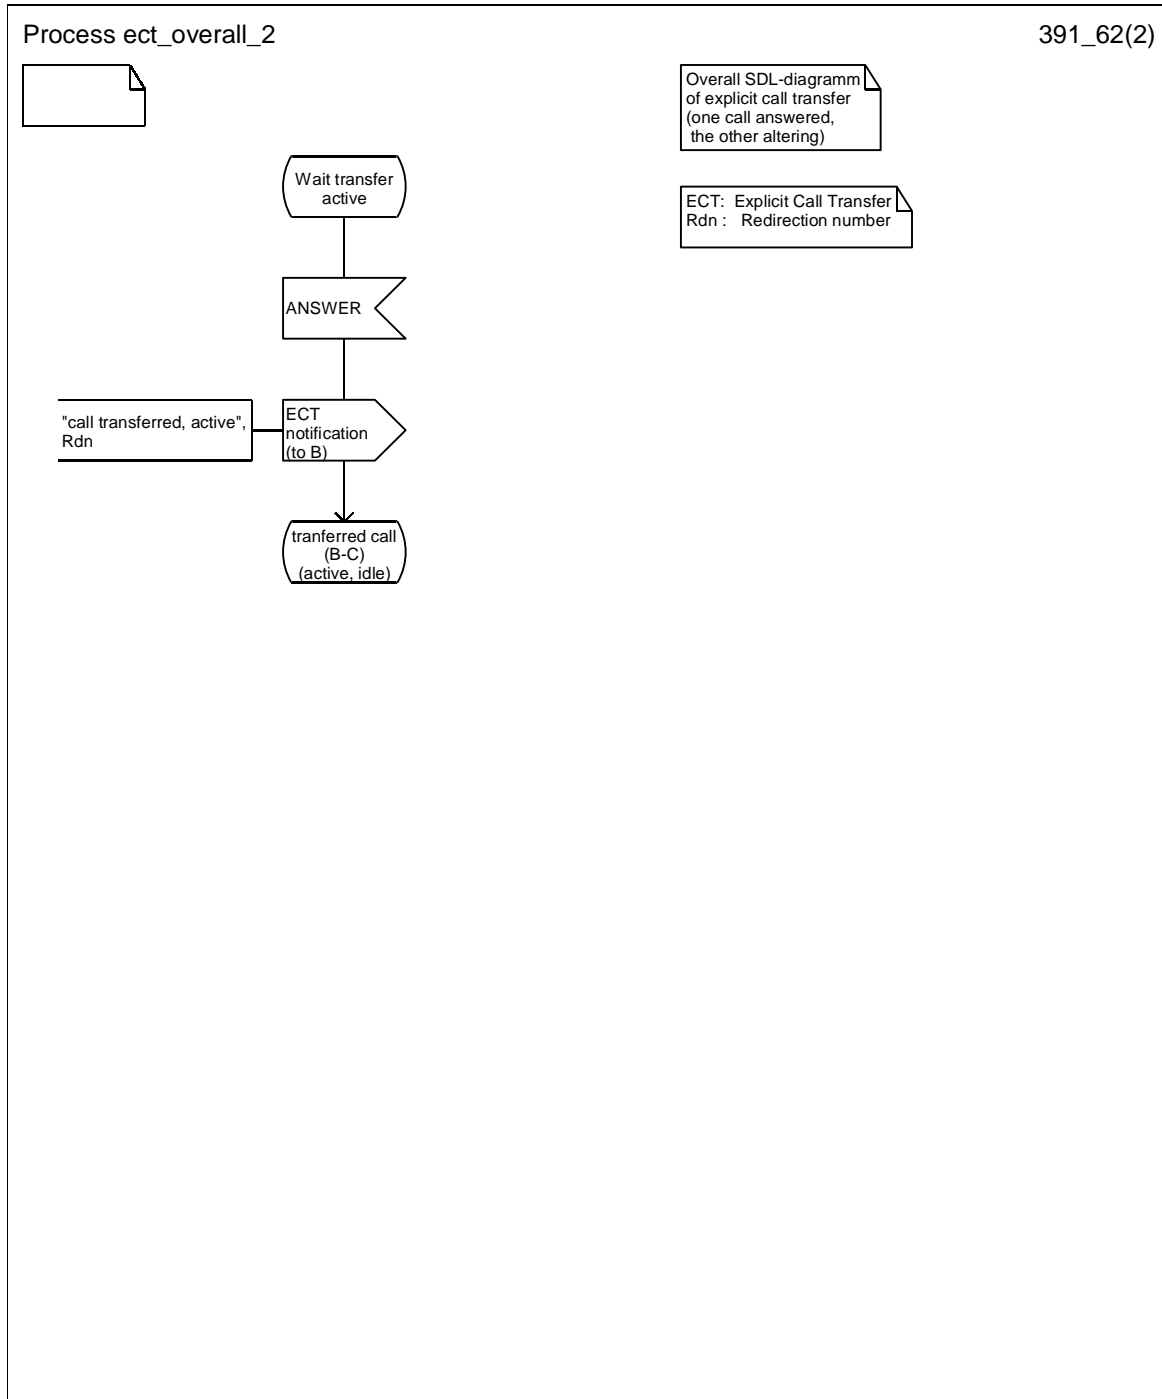 Process ect_overall_2
391_62(2)
Overall SDL-diagramm
of explicit call transfer
(one call answered,
the other altering)
ECT:  Explicit Call Transfer
Rdn :   Redirection number
Wait transfer
active
ANSWER
"call transferred, active",
Rdn
ECT
notification
(to B)
tranferred call
(B-C)
(active, idle)